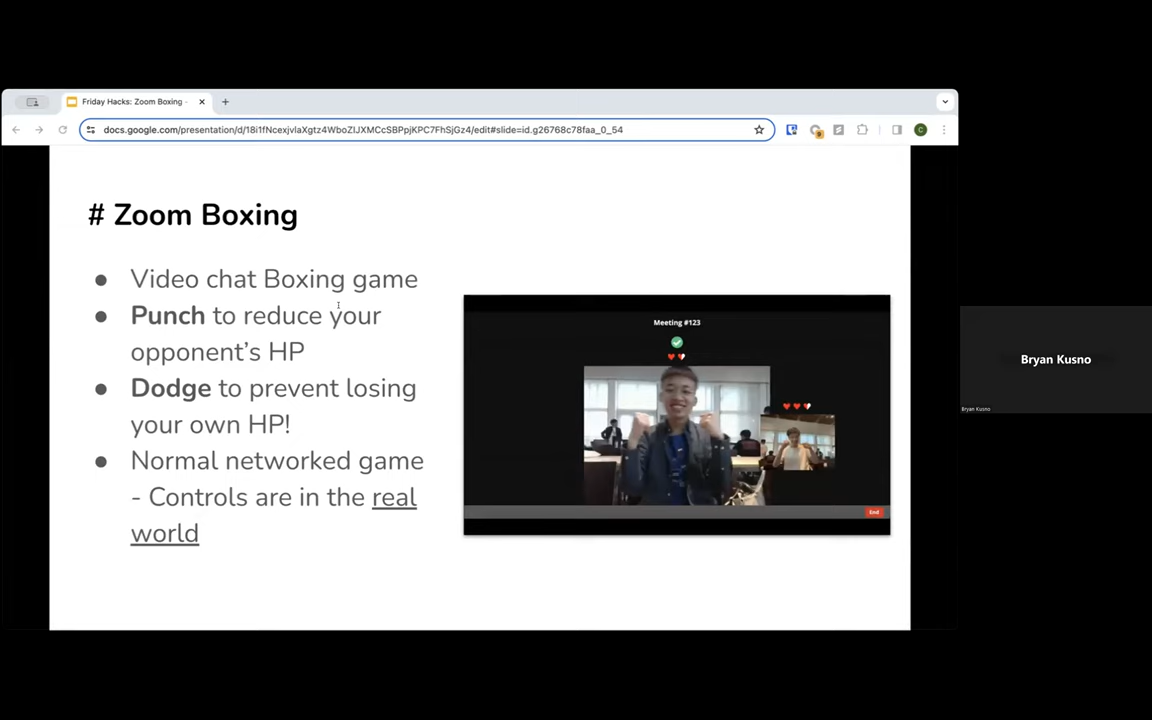 Friday Hacks: Zoom Boxing -
docs.google.com/presentation/d/18i1fNcexjvlaXgtz4WboZIJXMCcSBPpjKPC7FhSjGz4/edit#slide=id.g26768c78faa_0_54
# Zoom Boxing
● Video chat Boxing game
● Punch to reduce your
opponent’s HP
● Dodge to prevent losing
your own HP!
● Normal networked game
- Controls are in the real
world
Meeting #123
End
Bryan Kusno
Bryan Kusno
C